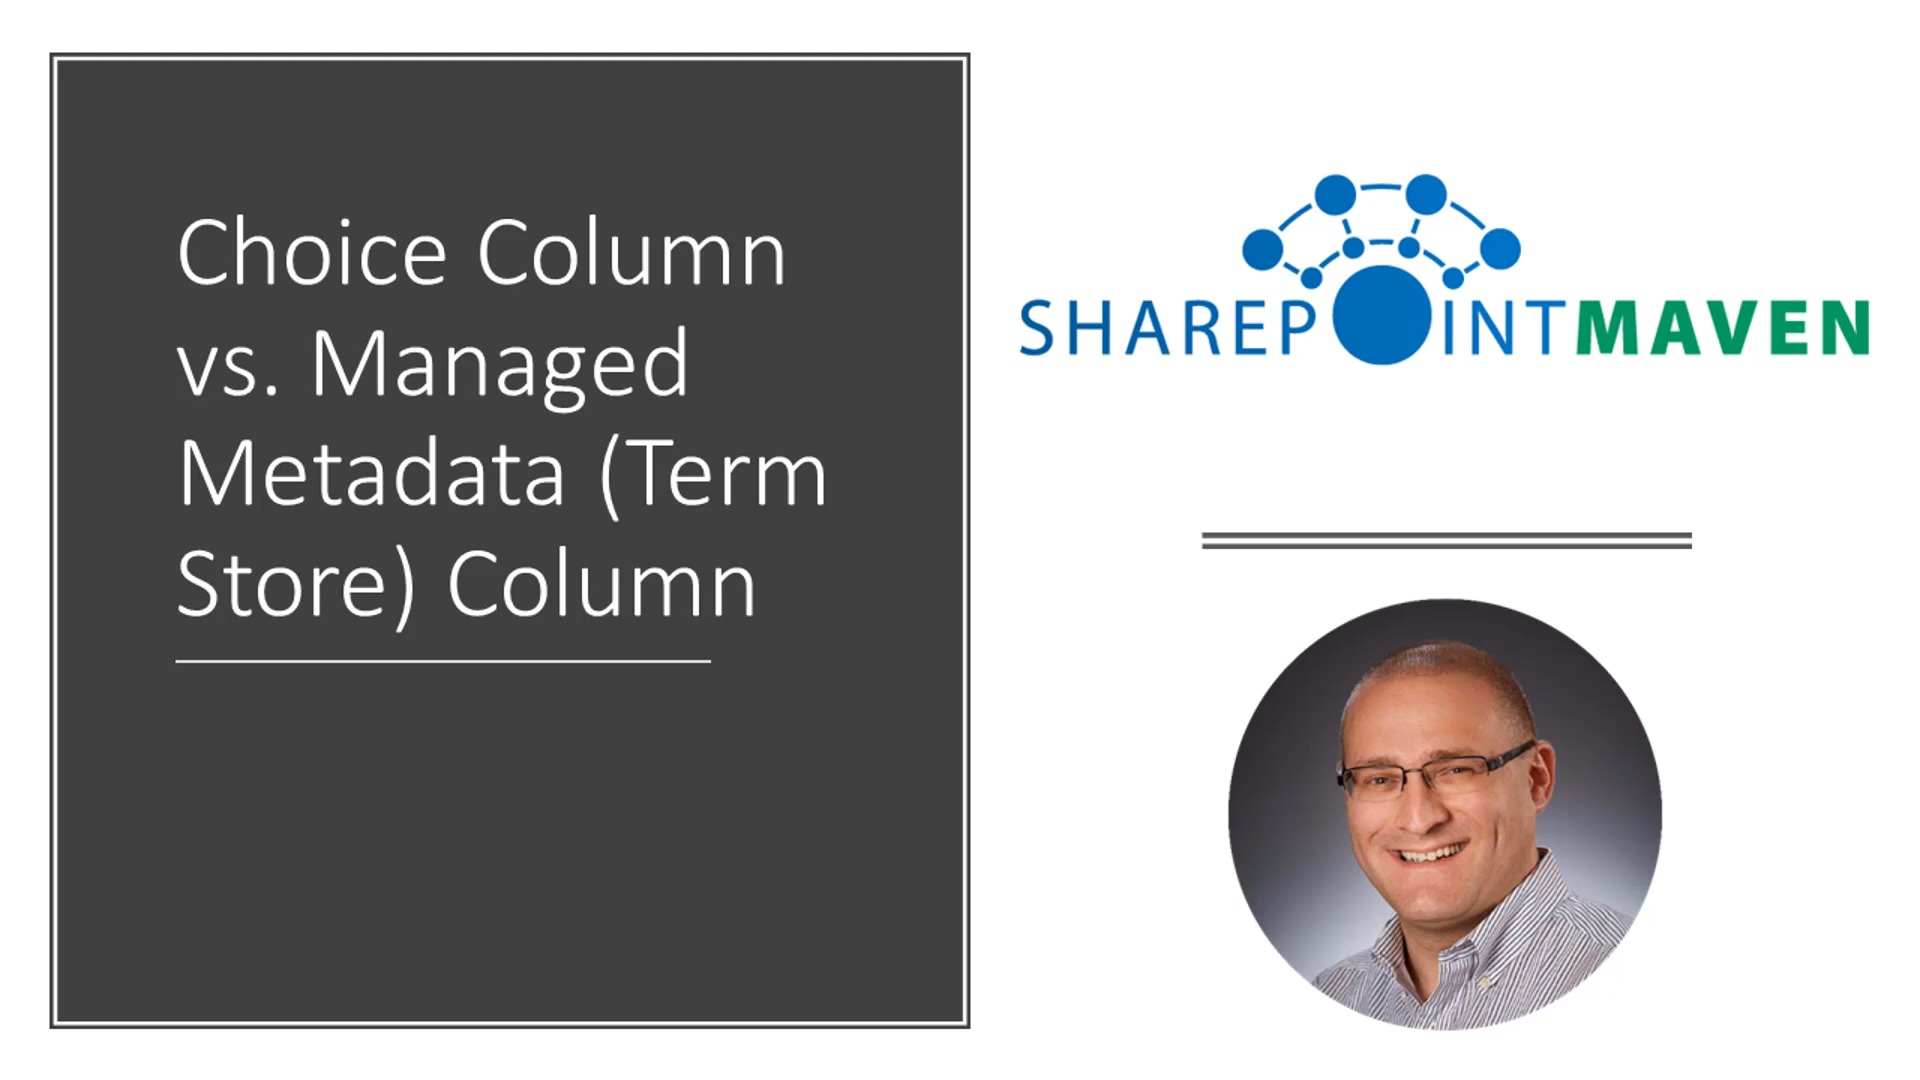 Choice Column
vs. Managed
Metadata (Term
Store) Column
SHAREPOINTMAVEN